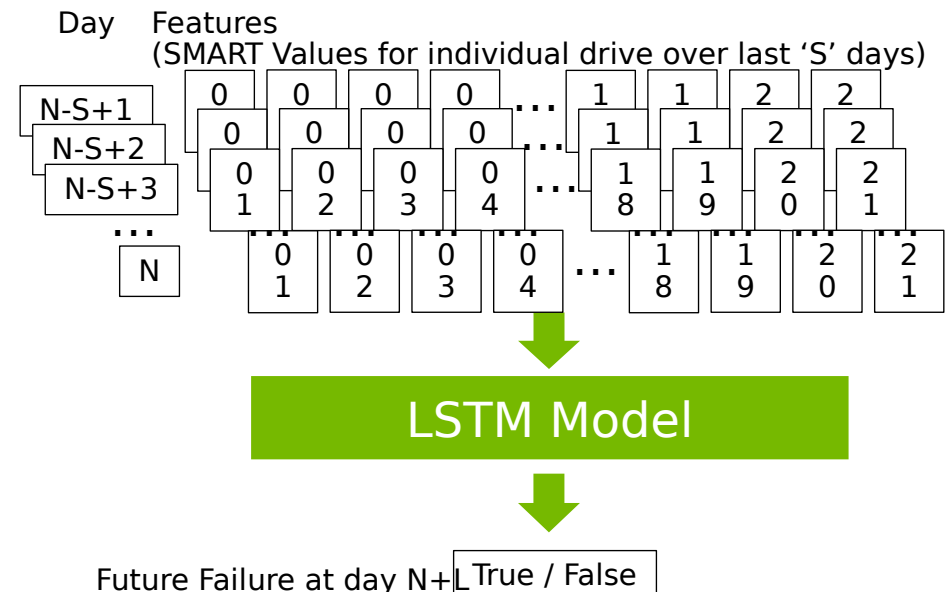 Day Features
(SMART Values for individual drive over last ‘S’ days)
N-S+1 0 0 0 0 ... 1 1 2 2
N-S+2 0 0 0 0 ... 1 1 2 2
N-S+3 0 0 0 0 ... 1 1 2 2
1 2 3 4 8 9 0 1
... ... ... ... ... ... ... ... ...
N 0 0 0 0 ... 1 1 2 2
1 2 3 4 8 9 0 1
LSTM Model
Future Failure at day N+L True / False